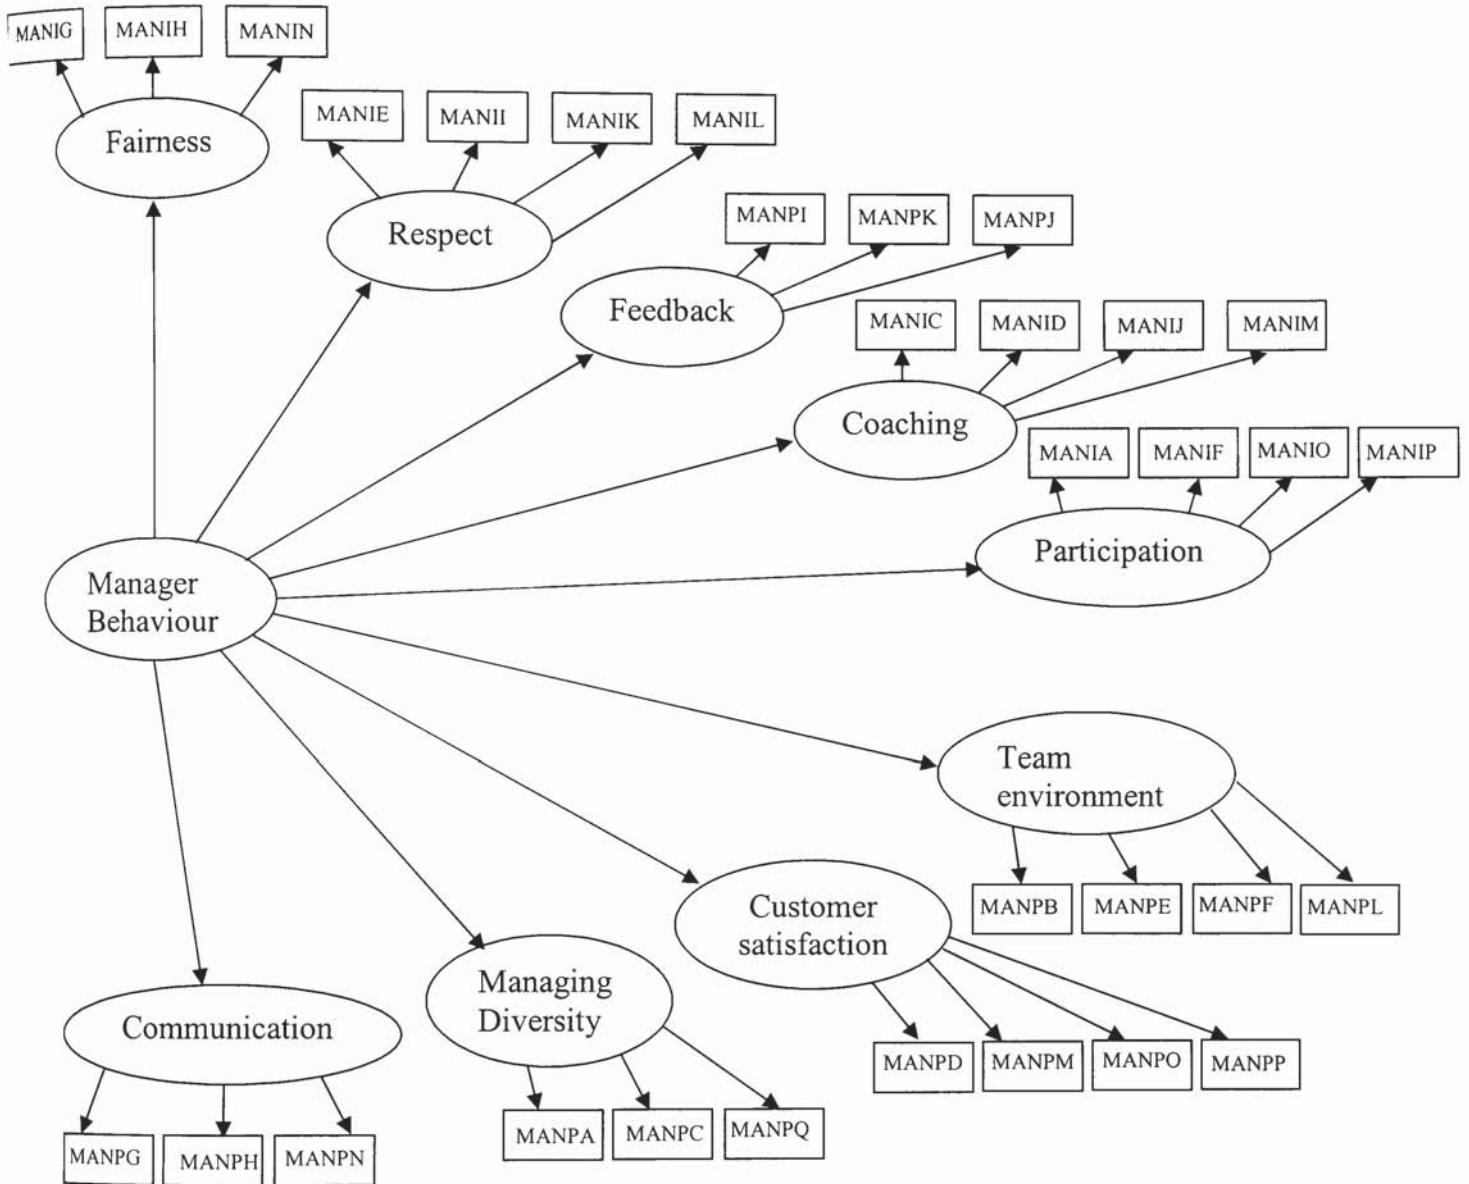 MANIG
MANIH
MANIN
Fairness
MANIE
MANII
MANIK
MANIL
Respect
MANPI
MANPK
MANPJ
Feedback
MANIC
MANID
MANIJ
MANIM
Coaching
MANIA
MANIF
MANIO
MANIP
Participation
Manager
Behaviour
Team
environment
MANPB
MANPE
MANPF
MANPL
Customer
satisfaction
MANPD
MANPM
MANPO
MANPP
Managing
Diversity
MANPA
MANPC
MANPQ
Communication
MANPG
MANPH
MANPN